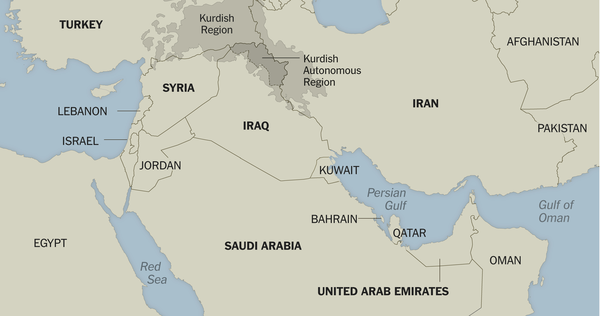 Kurdish
Region
TURKEY
AFGHANISTAN
Kurdish
Autonomous
Region
SYRIA
IRAN
LEBANON
IRAQ
PAKISTAN
ISRAEL
JORDAN
KUWAIT
Persian
Gulf
Gulf of
Oman
BAHRAIN
QATAR
EGYPT
SAUDI ARABIA
OMAN
Red
Sea
UNITED ARAB EMIRATES